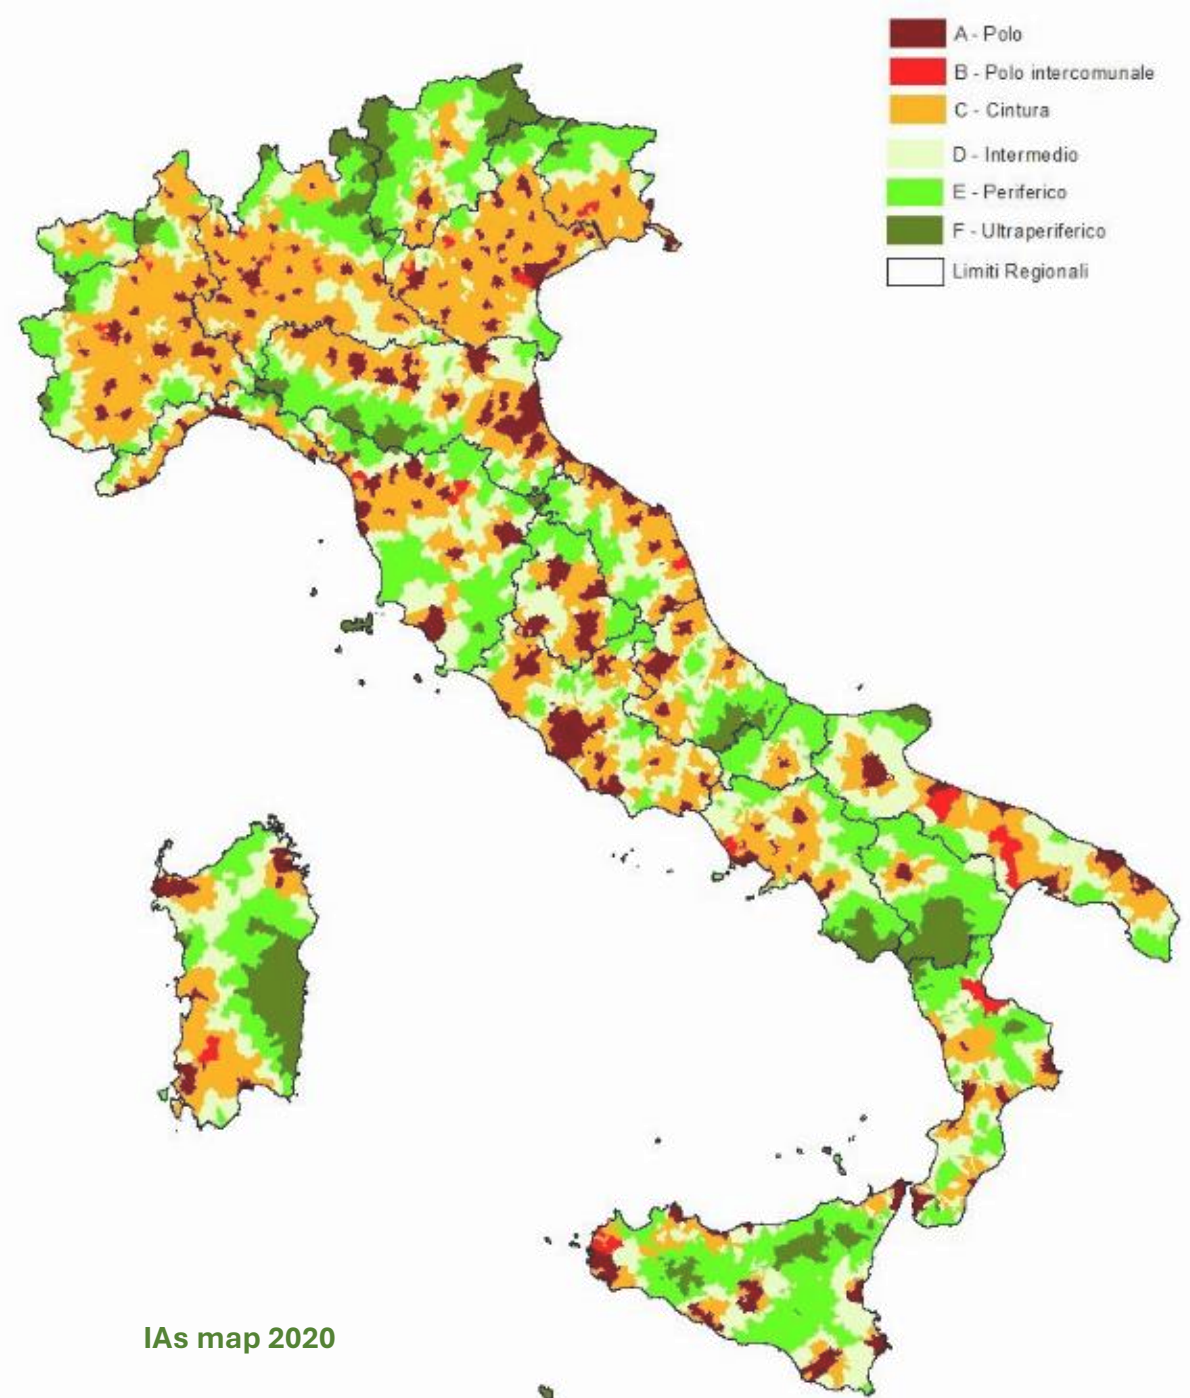 A - Polo
B - Polo intercomunale
C - Cintura
D - Intermedio
E - Periferico
F - Ultraperiferico
Limiti Regionali
IAs map 2020